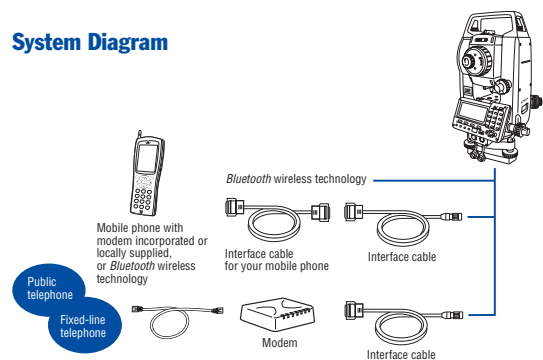 System Diagram
Bluetooth wireless technology
Mobile phone with
modem incorporated or
locally supplied,
or Bluetooth wireless
technology
Interface cable
for your mobile phone
Interface cable
Public
telephone
Fixed-line
telephone
Modem
Interface cable